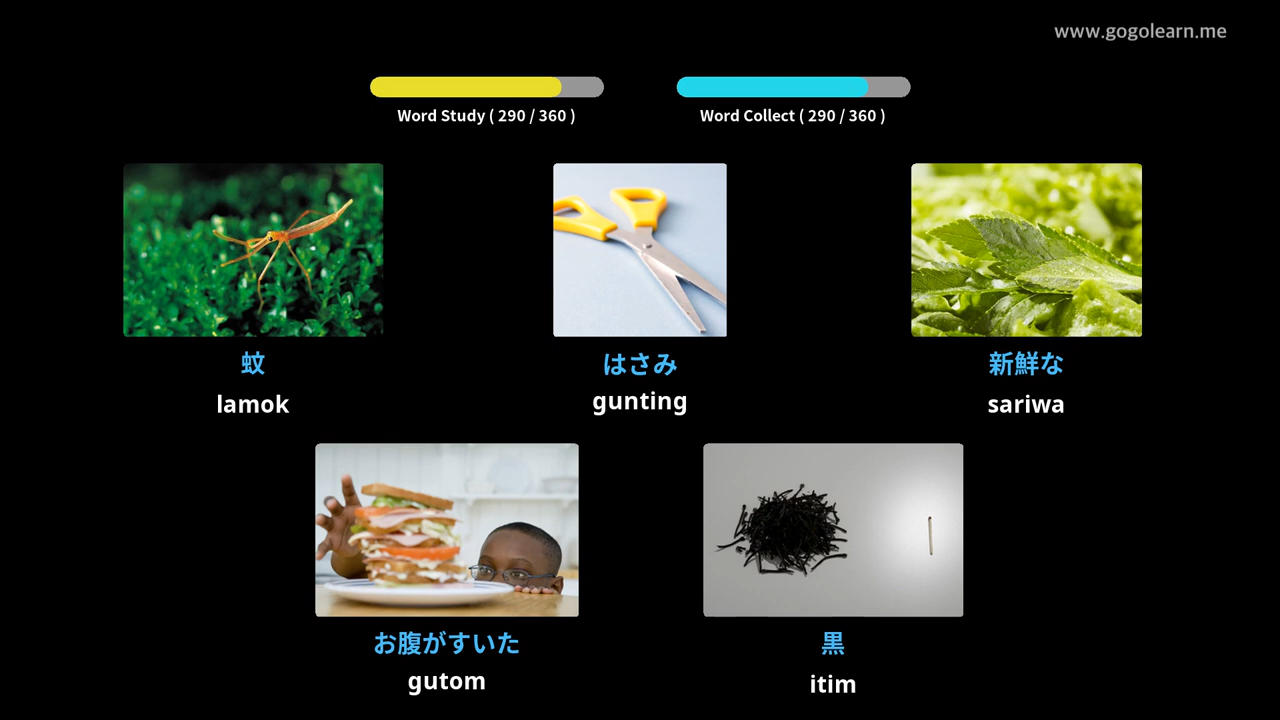 www.gogolearn.me
Word Study ( 290 / 360 )
Word Collect ( 290 / 360 )
蚊
lamok
はさみ
gunting
新鮮な
sariwa
お腹がすいた
gutom
黒
itim